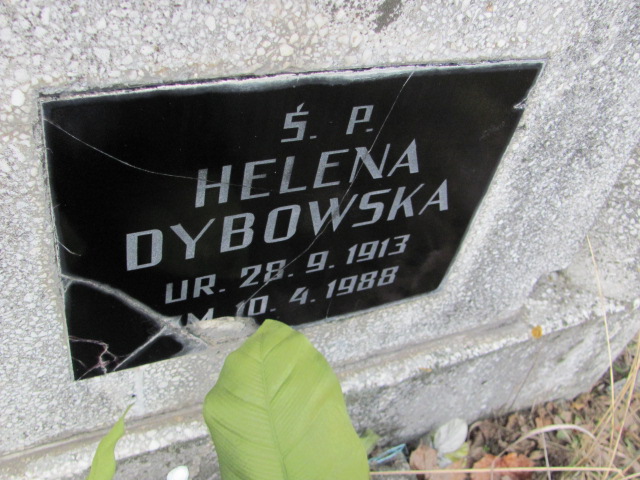 Ś. P.
HELENA
DYBOWSKA
UR. 28. 9. 1913
M. 10. 4. 1988